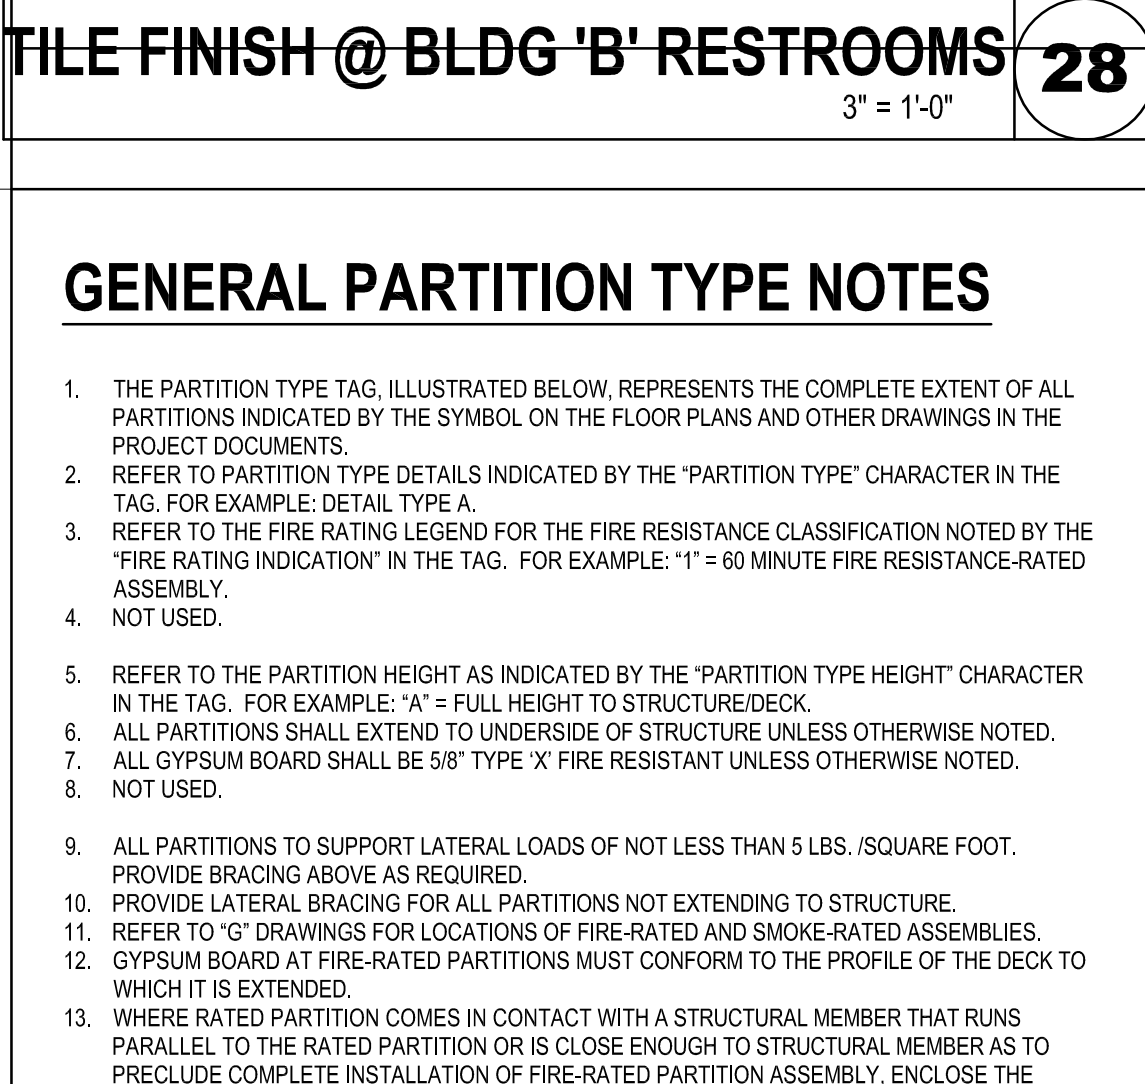 TILE FINISH @ BLDG 'B' RESTROOMS
28
3" = 1'-0"
GENERAL PARTITION TYPE NOTES
1. THE PARTITION TYPE TAG, ILLUSTRATED BELOW, REPRESENTS THE COMPLETE EXTENT OF ALL
PARTITIONS INDICATED BY THE SYMBOL ON THE FLOOR PLANS AND OTHER DRAWINGS IN THE
PROJECT DOCUMENTS.
2. REFER TO PARTITION TYPE DETAILS INDICATED BY THE “PARTITION TYPE” CHARACTER IN THE
TAG. FOR EXAMPLE: DETAIL TYPE A.
3. REFER TO THE FIRE RATING LEGEND FOR THE FIRE RESISTANCE CLASSIFICATION NOTED BY THE
“FIRE RATING INDICATION” IN THE TAG. FOR EXAMPLE: “1” = 60 MINUTE FIRE RESISTANCE-RATED
ASSEMBLY.
4. NOT USED.
5. REFER TO THE PARTITION HEIGHT AS INDICATED BY THE “PARTITION TYPE HEIGHT” CHARACTER
IN THE TAG. FOR EXAMPLE: “A” = FULL HEIGHT TO STRUCTURE/DECK.
6. ALL PARTITIONS SHALL EXTEND TO UNDERSIDE OF STRUCTURE UNLESS OTHERWISE NOTED.
7. ALL GYPSUM BOARD SHALL BE 5/8” TYPE ‘X’ FIRE RESISTANT UNLESS OTHERWISE NOTED.
8. NOT USED.
9. ALL PARTITIONS TO SUPPORT LATERAL LOADS OF NOT LESS THAN 5 LBS. /SQUARE FOOT.
PROVIDE BRACING ABOVE AS REQUIRED.
10. PROVIDE LATERAL BRACING FOR ALL PARTITIONS NOT EXTENDING TO STRUCTURE.
11. REFER TO “G” DRAWINGS FOR LOCATIONS OF FIRE-RATED AND SMOKE-RATED ASSEMBLIES.
12. GYPSUM BOARD AT FIRE-RATED PARTITIONS MUST CONFORM TO THE PROFILE OF THE DECK TO
WHICH IT IS EXTENDED.
13. WHERE RATED PARTITION COMES IN CONTACT WITH A STRUCTURAL MEMBER THAT RUNS
PARALLEL TO THE RATED PARTITION OR IS CLOSE ENOUGH TO STRUCTURAL MEMBER AS TO
PRECLUDE COMPLETE INSTALLATION OF FIRE-RATED PARTITION ASSEMBLY, ENCLOSE THE